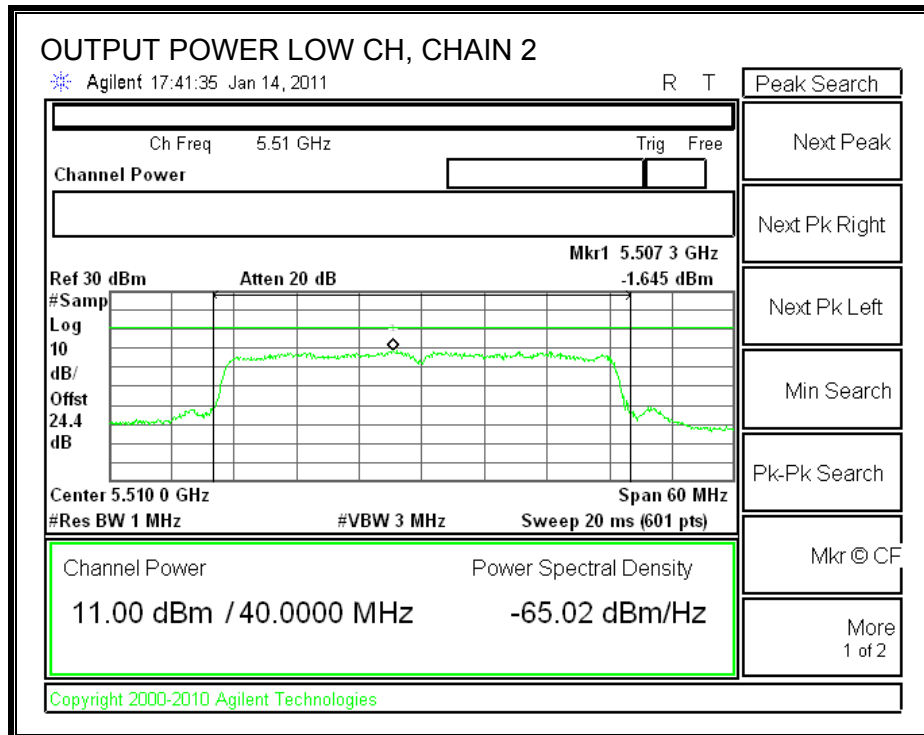 OUTPUT POWER LOW CH, CHAIN 2
Agilent 17:41:35 Jan 14, 2011 R T
Ch Freq 5.51 GHz Trig Free
Channel Power
Mkr1 5.507 3 GHz
Ref 30 dBm Atten 20 dB -1.645 dBm
#Samp
Log
10
dB/
Offst
24.4
dB
1
Center 5.510 0 GHz Span 60 MHz
#Res BW 1 MHz #VBW 3 MHz Sweep 20 ms (601 pts)
Channel Power Power Spectral Density
11.00 dBm / 40.0000 MHz -65.02 dBm/Hz
Copyright 2000-2010 Agilent Technologies
Peak Search
Next Peak
Next Pk Right
Next Pk Left
Min Search
Pk-Pk Search
Mkr © CF
More
1 of 2